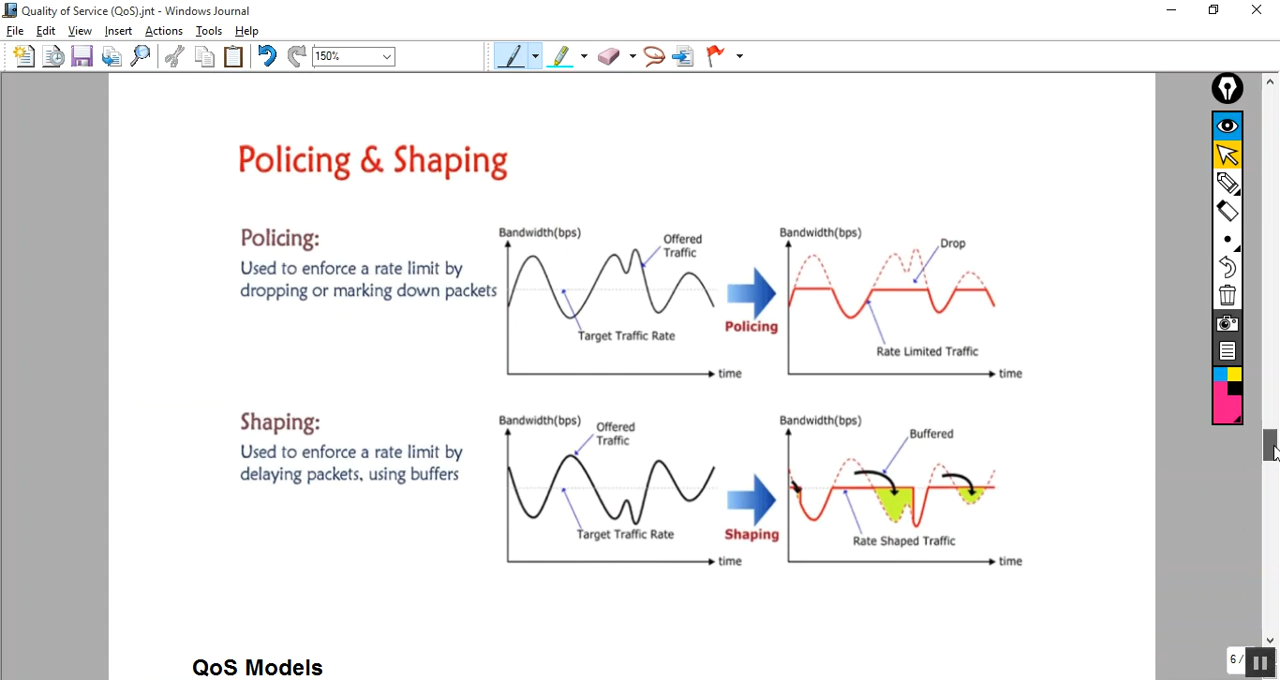 Quality of Service (QoS).jnt - Windows Journal
File Edit View Insert Actions Tools Help
150%
Policing & Shaping
Policing:
Used to enforce a rate limit by
dropping or marking down packets
Bandwidth(bps)
Offered
Traffic
Target Traffic Rate
time
Policing
Bandwidth(bps)
Drop
Rate Limited Traffic
time
Shaping:
Used to enforce a rate limit by
delaying packets, using buffers
Bandwidth(bps)
Offered
Traffic
Target Traffic Rate
time
Shaping
Bandwidth(bps)
Buffered
Rate Shaped Traffic
time
QoS Models
6 /